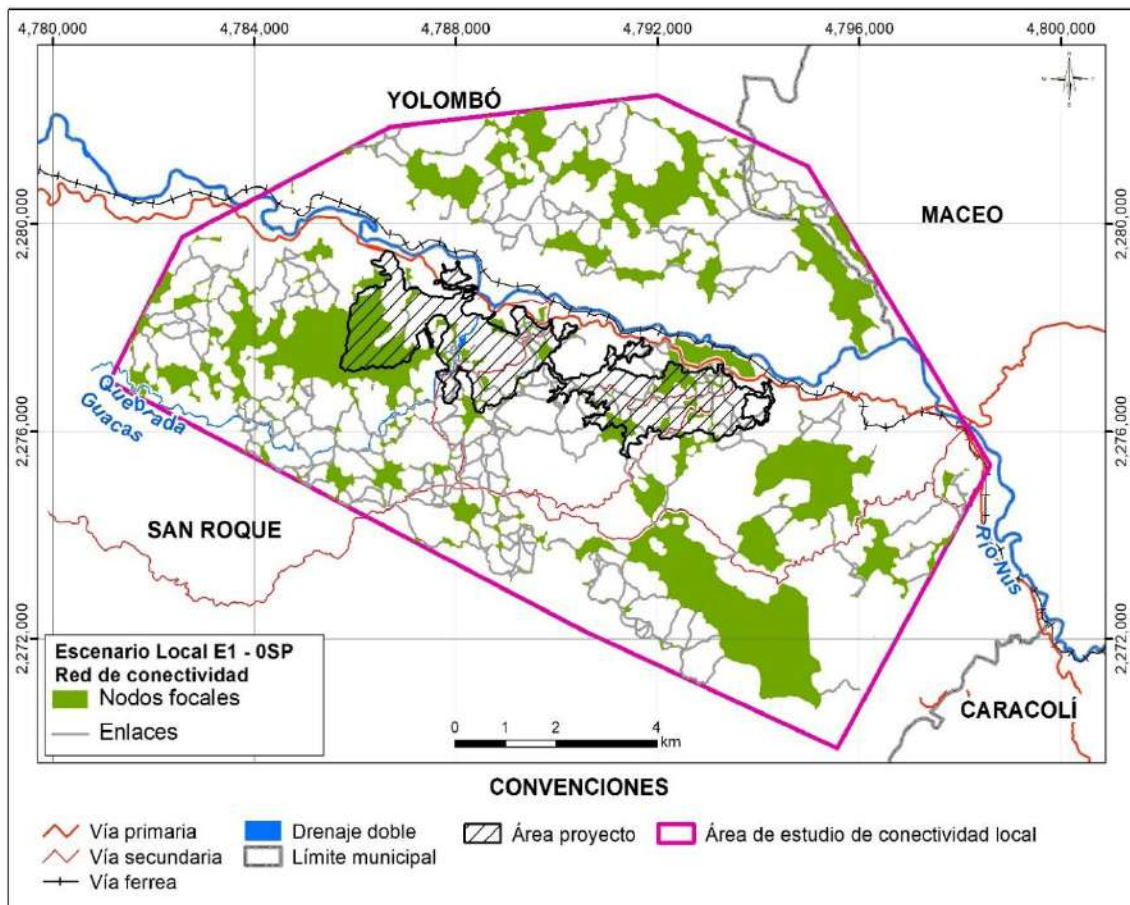 4,780,000 4,784,000 4,788,000 4,792,000 4,796,000 4,800,000
YOLOMBÓ
MACEO
2,280,000 2,280,000
2,276,000 2,276,000
Quebrada
Guacas
SAN ROQUE
Río Nus
2,272,000 2,272,000
CARACOLÍ
Escenario Local E1 - 0SP
Red de conectividad
Nodos focales
Enlaces
0 1 2 4
km
CONVENCIONES
Vía primaria Drenaje doble Área proyecto Área de estudio de conectividad local
Vía secundaria Límite municipal
Vía ferrea